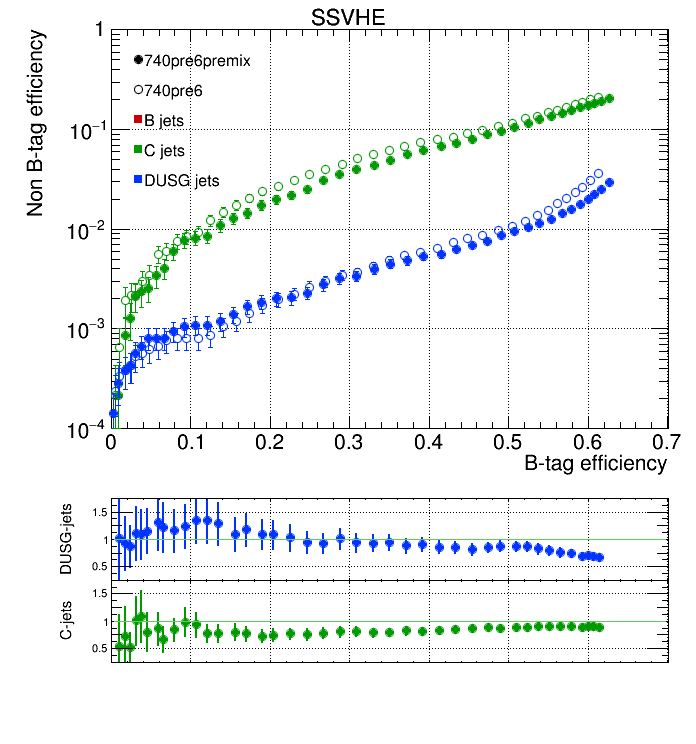 SSVHE
Non B-tag efficiency
1
10⁻¹
10⁻²
10⁻³
10⁻⁴
740pre6premix
740pre6
B jets
C jets
DUSG jets
0 0.1 0.2 0.3 0.4 0.5 0.6 0.7
B-tag efficiency
DUSG-jets
1.5
1
0.5
C-jets
1.5
1
0.5